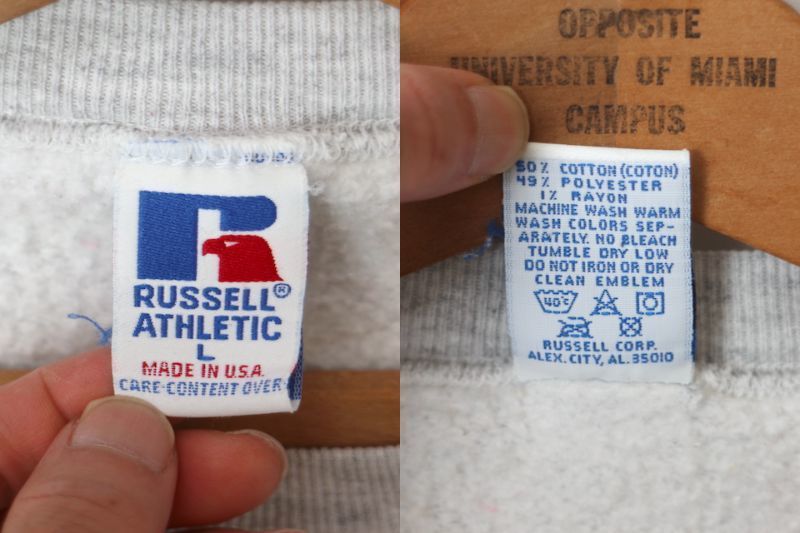 RUSSELL®
ATHLETIC
L
MADE IN U.S.A.
CARE-CONTENT OVER
OPPOSITE
UNIVERSITY OF MIAMI
CAMPUS
50% COTTON (COTON)
49% POLYESTER
1% RAYON
MACHINE WASH WARM
WASH COLORS SEP-
ARATELY. NO BLEACH
TUMBLE DRY LOW
DO NOT IRON OR DRY
CLEAN EMBLEM
40°C
RUSSELL CORP.
ALEX. CITY, AL. 35010